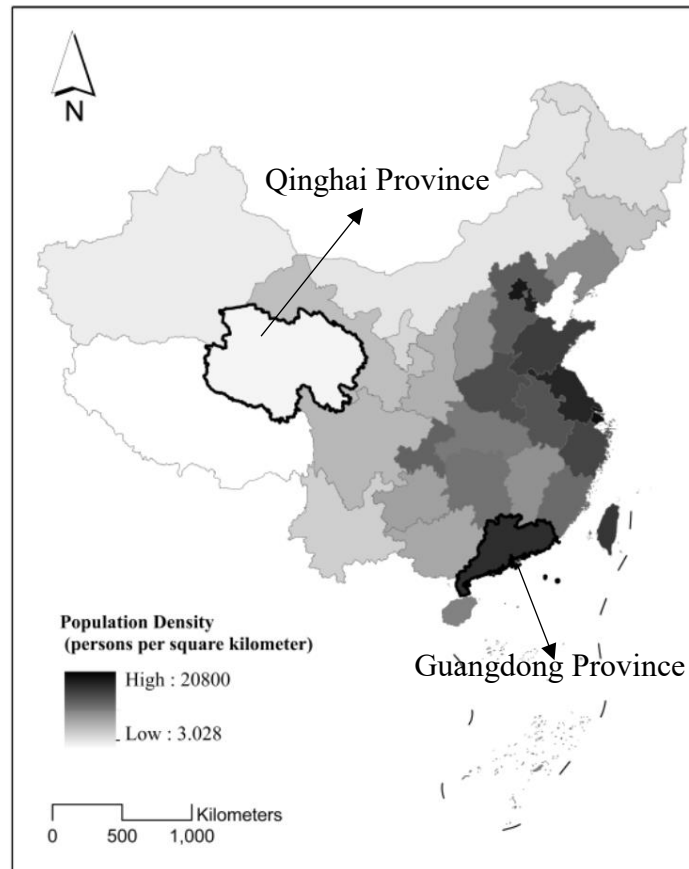 N
Qinghai Province
Population Density
(persons per square kilometer)
High : 20800
Low : 3.028
Guangdong Province
Kilometers
0 500 1,000